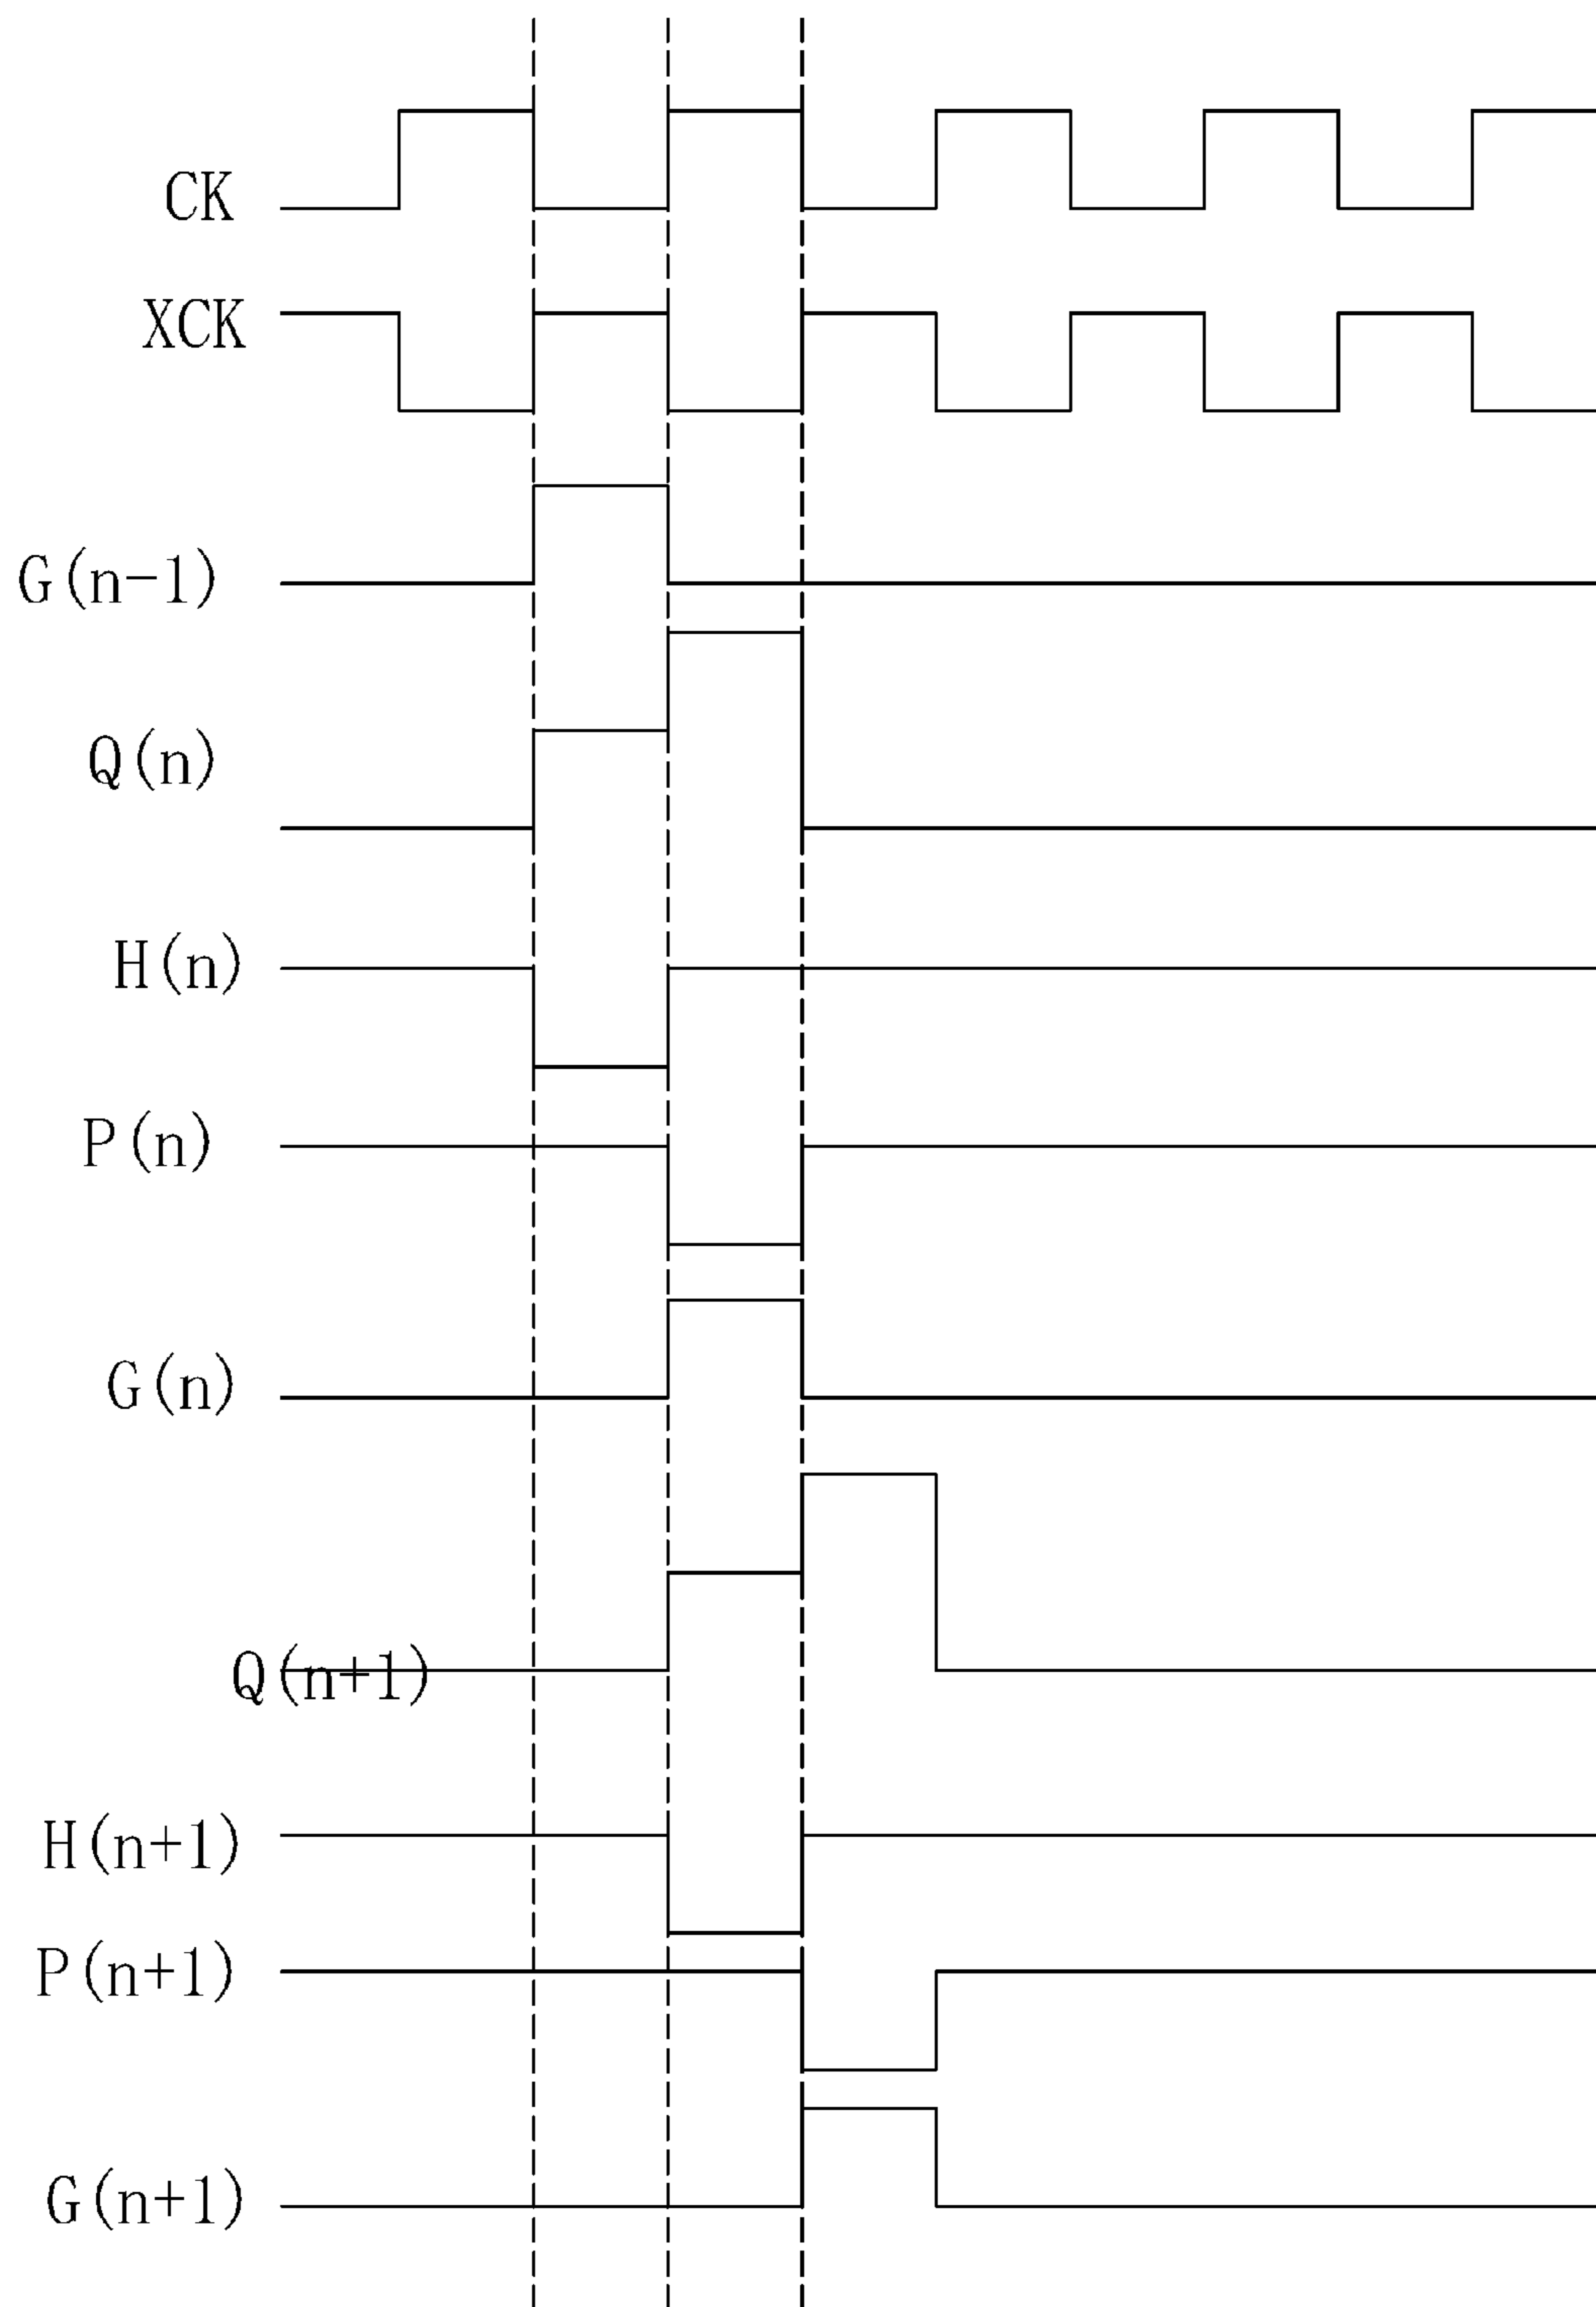 CK
XCK
G(n-1)
Q(n)
H(n)
P(n)
G(n)
Q(n+1)
H(n+1)
P(n+1)
G(n+1)